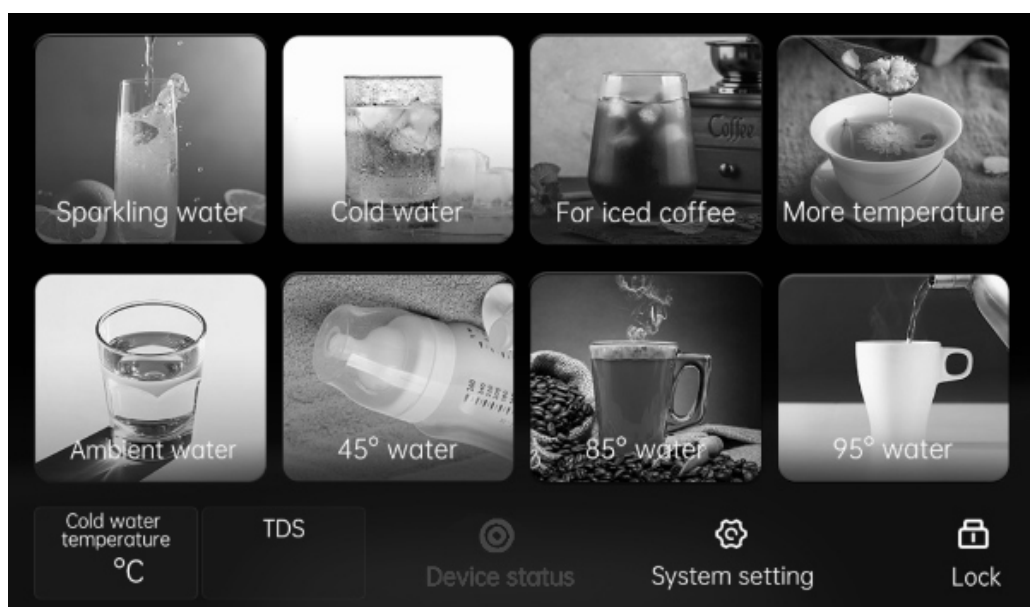 Coffee
Sparkling water
Cold water
For iced coffee
More temperature
Ambient water
45° water
85° water
95° water
Cold water
temperature
°C
TDS
Device status
System setting
Lock